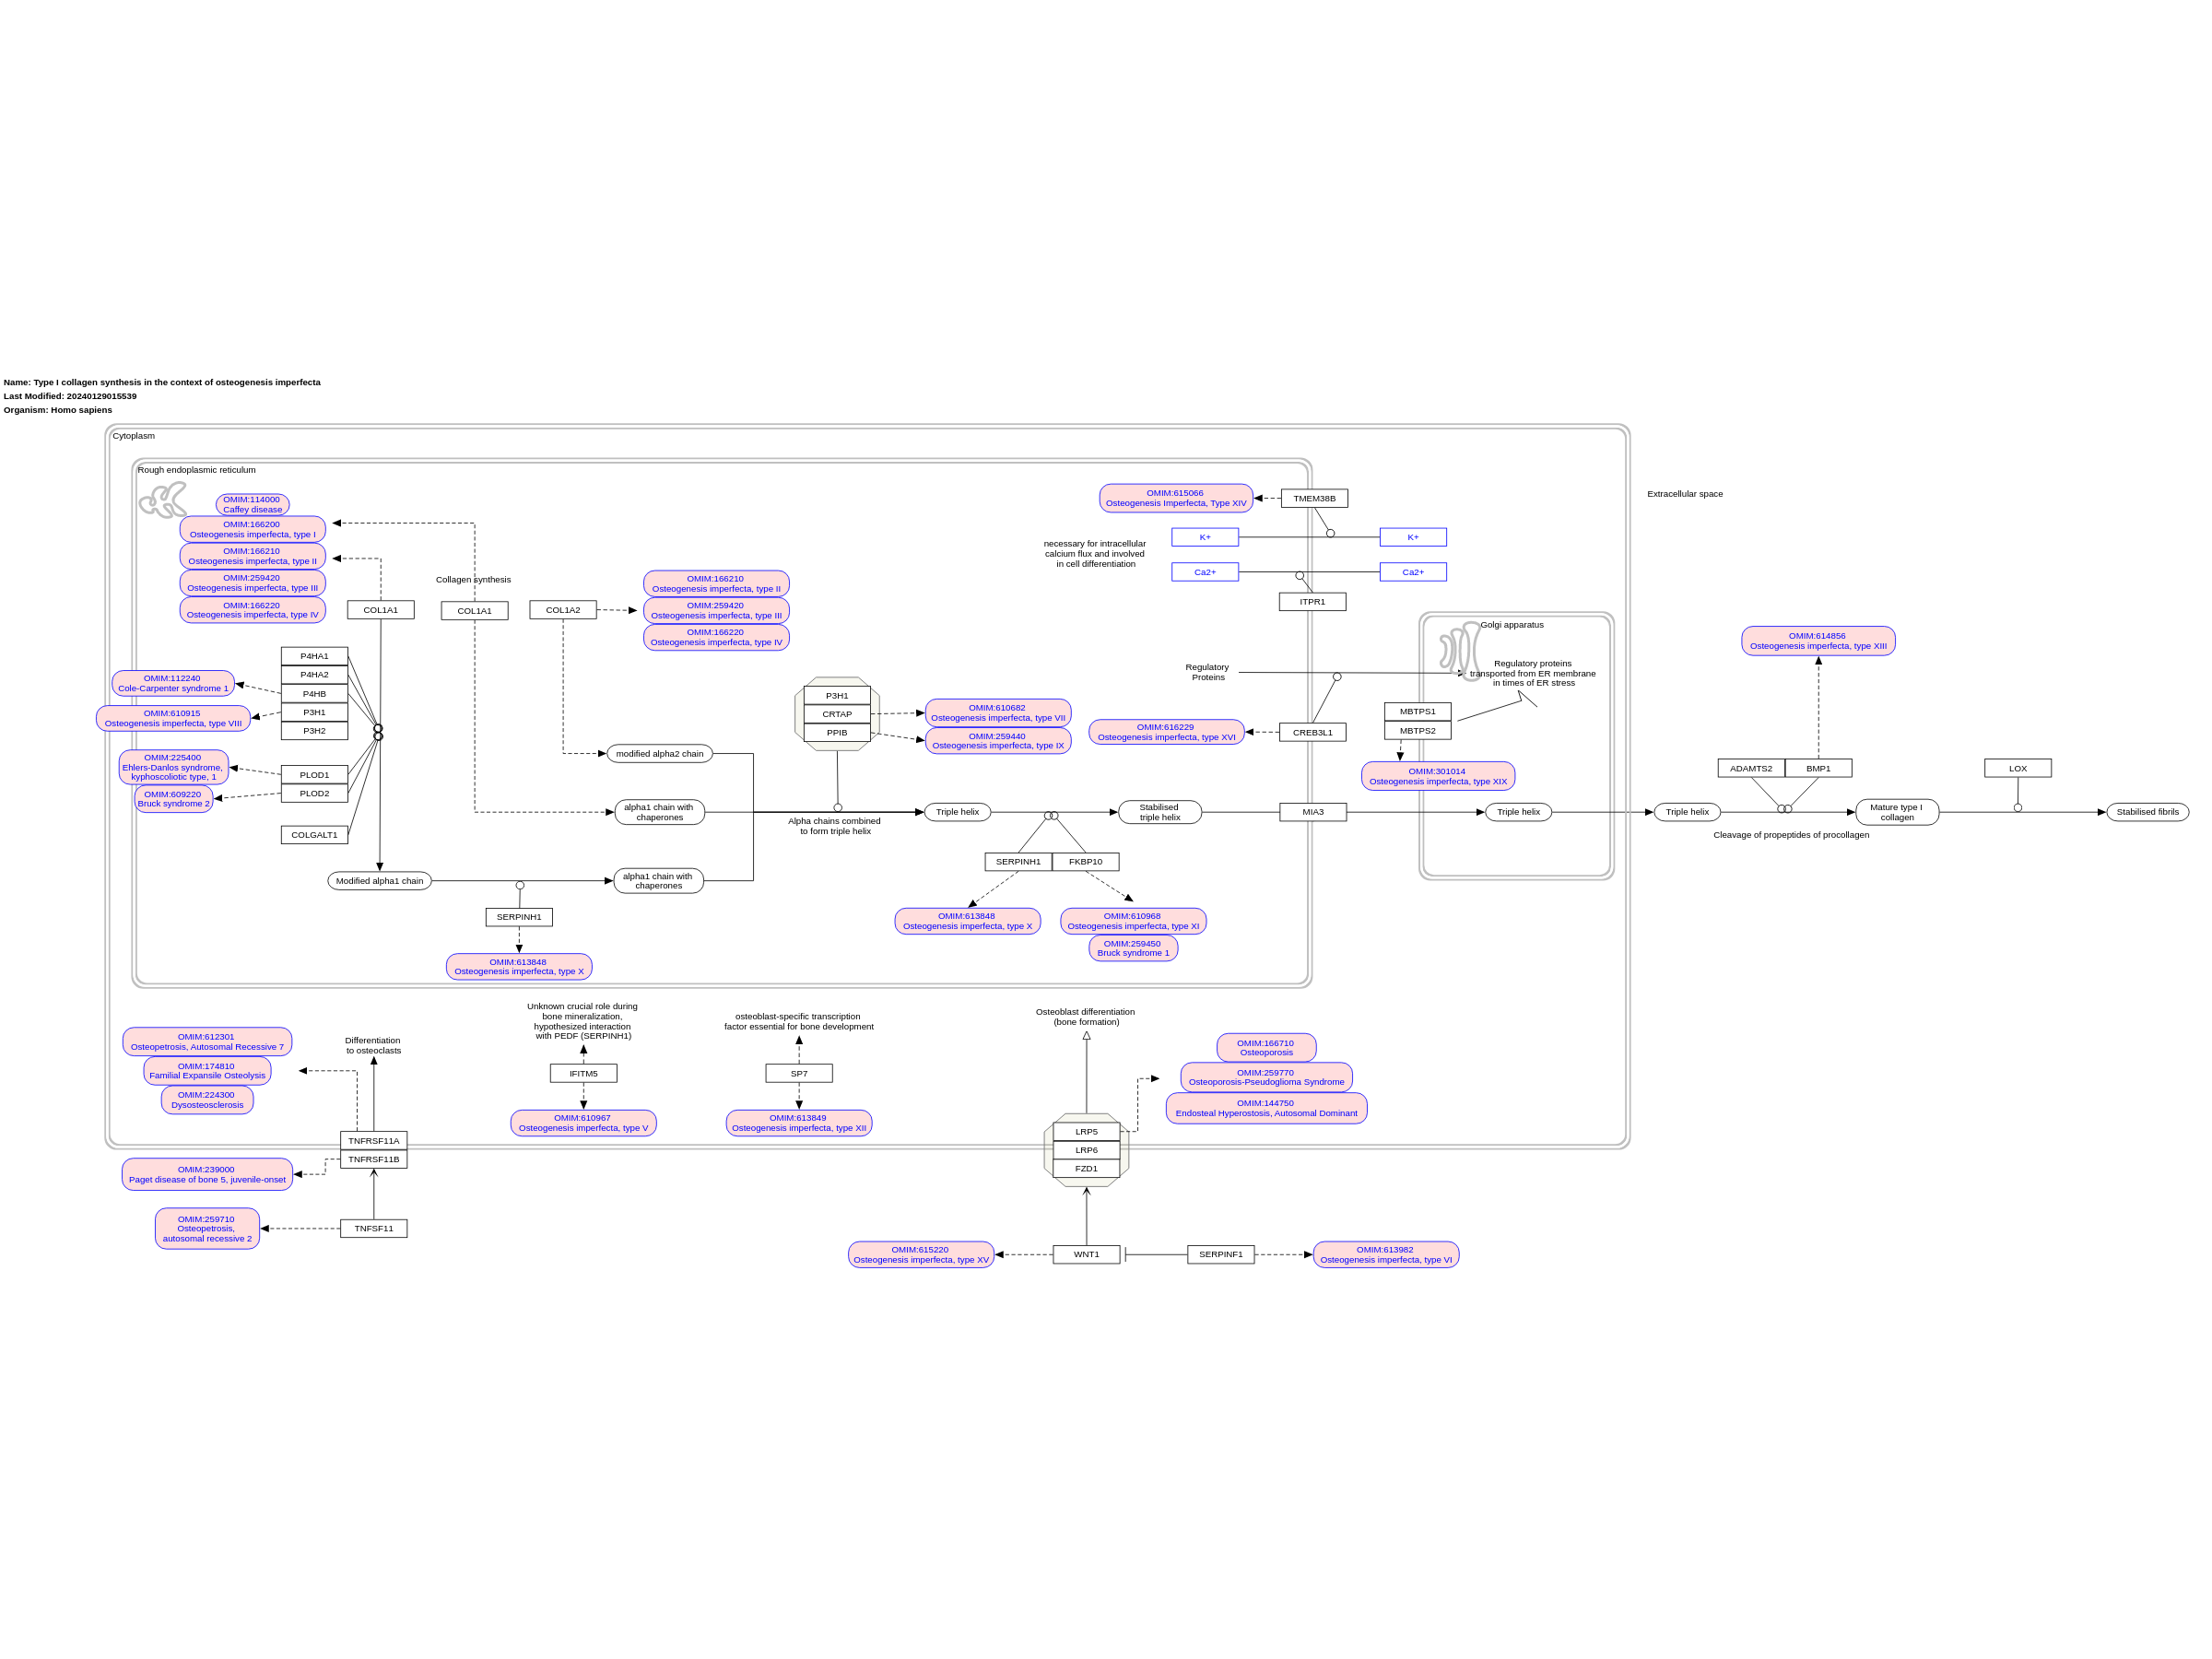 Name: Type I collagen synthesis in the context of osteogenesis imperfecta
Last Modified: 20240129015539
Organism: Homo sapiens
Cytoplasm
Rough endoplasmic reticulum
Extracellular space
OMIM:114000
Caffey disease
OMIM:166200
Osteogenesis imperfecta, type I
OMIM:166210
Osteogenesis imperfecta, type II
OMIM:259420
Osteogenesis imperfecta, type III
OMIM:166220
Osteogenesis imperfecta, type IV
COL1A1
Collagen synthesis
COL1A1
COL1A2
OMIM:166210
Osteogenesis imperfecta, type II
OMIM:259420
Osteogenesis imperfecta, type III
OMIM:166220
Osteogenesis imperfecta, type IV
OMIM:615066
Osteogenesis Imperfecta, Type XIV
TMEM38B
K+
K+
necessary for intracellular
calcium flux and involved
in cell differentiation
Ca2+
Ca2+
ITPR1
Golgi apparatus
Regulatory
Proteins
Regulatory proteins
transported from ER membrane
in times of ER stress
OMIM:614856
Osteogenesis imperfecta, type XIII
P4HA1
P4HA2
P4HB
P3H1
P3H2
OMIM:112240
Cole-Carpenter syndrome 1
OMIM:610915
Osteogenesis imperfecta, type VIII
OMIM:225400
Ehlers-Danlos syndrome,
kyphoscoliotic type, 1
OMIM:609220
Bruck syndrome 2
PLOD1
PLOD2
COLGALT1
P3H1
CRTAP
PPIB
OMIM:610682
Osteogenesis imperfecta, type VII
OMIM:259440
Osteogenesis imperfecta, type IX
OMIM:616229
Osteogenesis imperfecta, type XVI
CREB3L1
MBTPS1
MBTPS2
OMIM:301014
Osteogenesis imperfecta, type XIX
ADAMTS2
BMP1
LOX
modified alpha2 chain
alpha1 chain with
chaperones
Alpha chains combined
to form triple helix
Triple helix
Stabilised
triple helix
MIA3
Triple helix
Triple helix
Cleavage of propeptides of procollagen
Mature type I
collagen
Stabilised fibrils
Modified alpha1 chain
alpha1 chain with
chaperones
SERPINH1
OMIM:613848
Osteogenesis imperfecta, type X
SERPINH1
FKBP10
OMIM:613848
Osteogenesis imperfecta, type X
OMIM:610968
Osteogenesis imperfecta, type XI
OMIM:259450
Bruck syndrome 1
OMIM:612301
Osteopetrosis, Autosomal Recessive 7
OMIM:174810
Familial Expansile Osteolysis
OMIM:224300
Dysosteosclerosis
Differentiation
to osteoclasts
TNFRSF11A
TNFRSF11B
OMIM:239000
Paget disease of bone 5, juvenile-onset
OMIM:259710
Osteopetrosis,
autosomal recessive 2
TNFSF11
Unknown crucial role during
bone mineralization,
hypothesized interaction
with PEDF (SERPINH1)
IFITM5
OMIM:610967
Osteogenesis imperfecta, type V
osteoblast-specific transcription
factor essential for bone development
SP7
OMIM:613849
Osteogenesis imperfecta, type XII
Osteoblast differentiation
(bone formation)
OMIM:166710
Osteoporosis
OMIM:259770
Osteoporosis-Pseudoglioma Syndrome
OMIM:144750
Endosteal Hyperostosis, Autosomal Dominant
LRP5
LRP6
FZD1
OMIM:615220
Osteogenesis imperfecta, type XV
WNT1
SERPINF1
OMIM:613982
Osteogenesis imperfecta, type VI